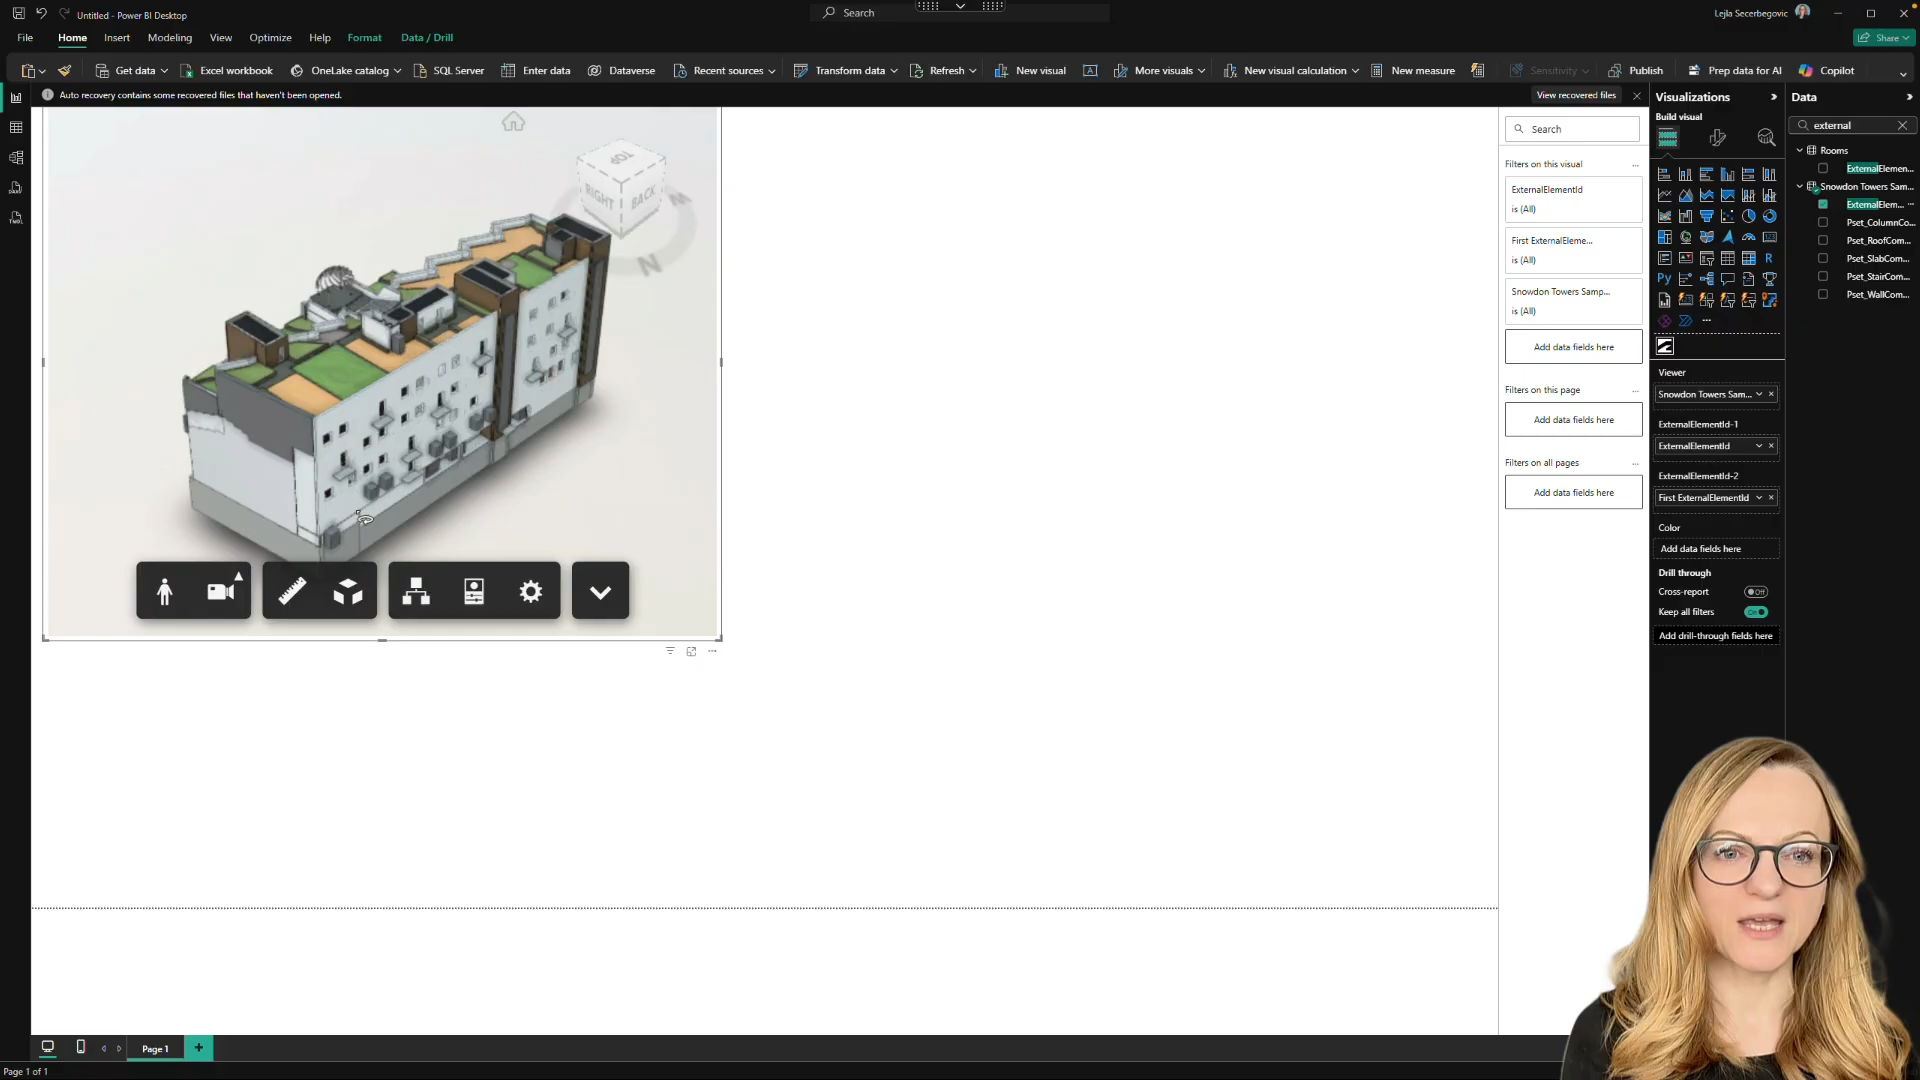 Untitled - Power BI Desktop
Search
Lejla Secerbegovic
File Home Insert Modeling View Optimize Help Format Data / Drill
Share
Get data Excel workbook OneLake catalog SQL Server Enter data Dataverse Recent sources Transform data Refresh New visual More visuals New visual calculation New measure Sensitivity Publish Prep data for AI Copilot
Auto recovery contains some recovered files that haven't been opened.
View recovered files
TOP
RIGHT
BACK
N
Search
Filters on this visual
ExternalElementId
is (All)
First ExternalEleme...
is (All)
Snowdon Towers Samp...
is (All)
Add data fields here
Filters on this page
Add data fields here
Filters on all pages
Add data fields here
Visualizations
Build visual
R
Py
123
Viewer
Snowdon Towers Sam...
ExternalElementId-1
ExternalElementId
ExternalElementId-2
First ExternalElementId
Color
Add data fields here
Drill through
Cross-report
Off
Keep all filters
On
Add drill-through fields here
Data
external
Rooms
ExternalElemen...
Snowdon Towers Sam...
ExternalElem...
Pset_ColumnCo...
Pset_RoofCom...
Pset_SlabCom...
Pset_StairCom...
Pset_WallCom...
Page 1
Page 1 of 1